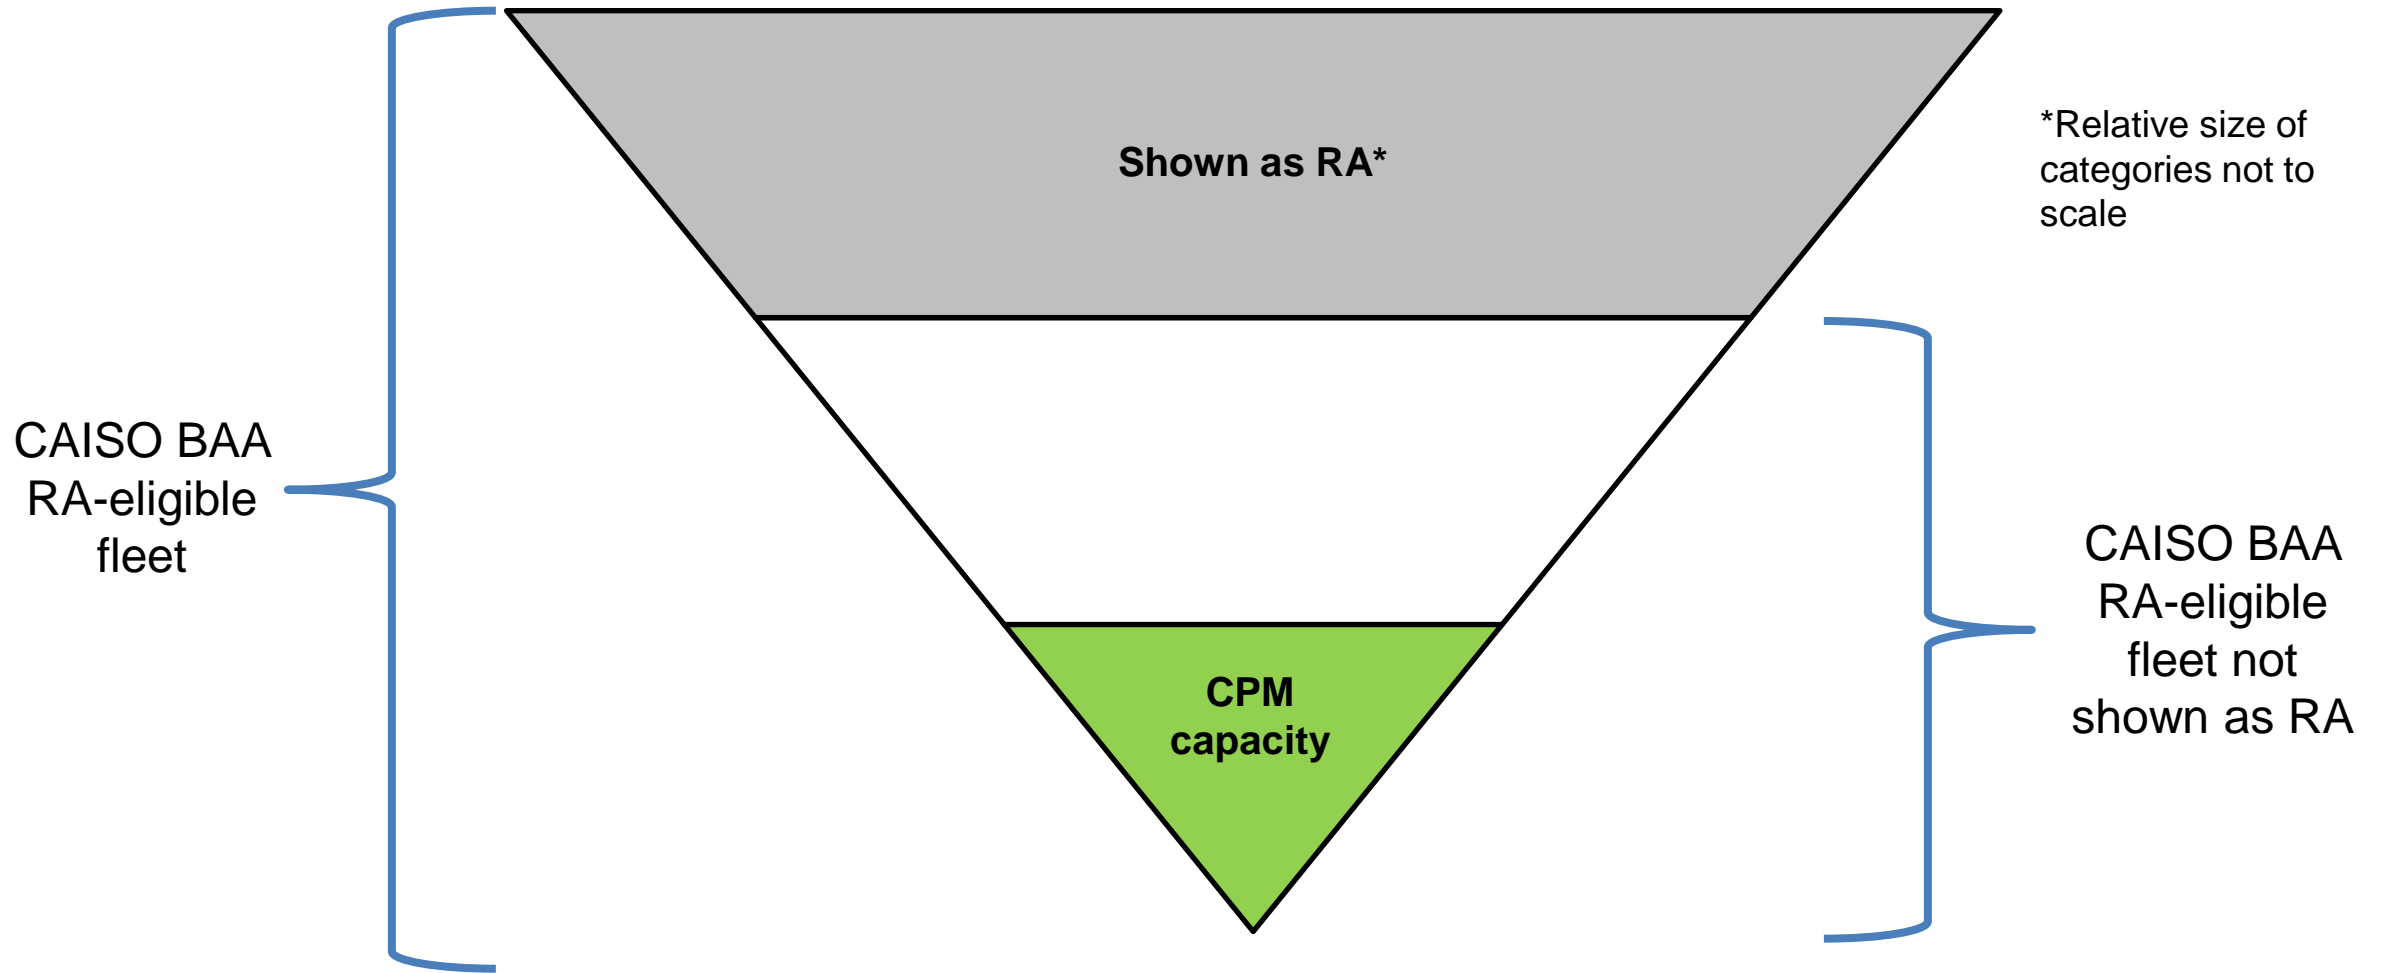 Shown as RA*
*Relative size of
categories not to
scale
CAISO BAA
RA-eligible
fleet
CAISO BAA
RA-eligible
fleet not
shown as RA
CPM
capacity